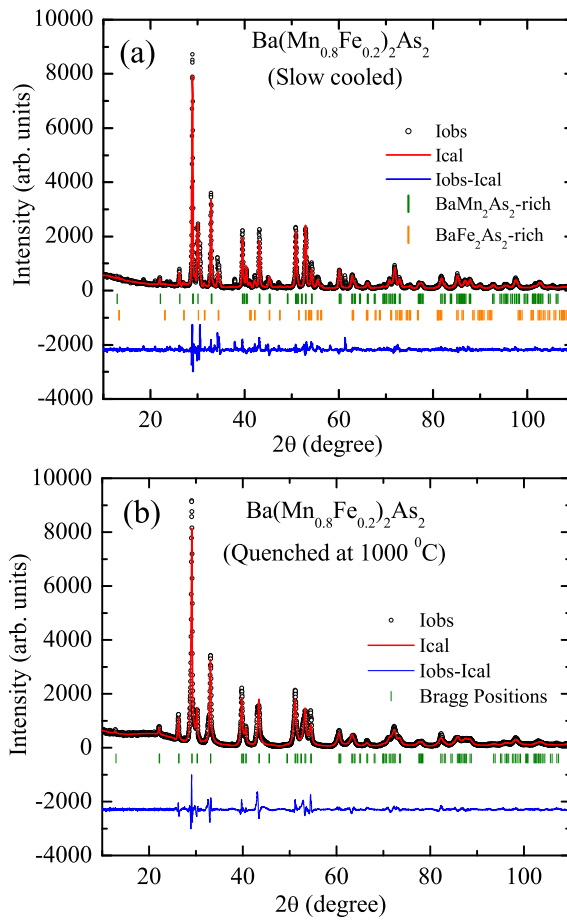 (a)
Ba(Mn₀.₈Fe₀.₂)₂As₂
(Slow cooled)
Iobs
Ical
Iobs-Ical
BaMn₂As₂-rich
BaFe₂As₂-rich
Intensity (arb. units)
10000
8000
6000
4000
2000
0
-2000
-4000
20 40 60 80 100
2θ (degree)
(b)
Ba(Mn₀.₈Fe₀.₂)₂As₂
(Quenched at 1000 ⁰C)
Iobs
Ical
Iobs-Ical
Bragg Positions
Intensity (arb. units)
10000
8000
6000
4000
2000
0
-2000
-4000
20 40 60 80 100
2θ (degree)